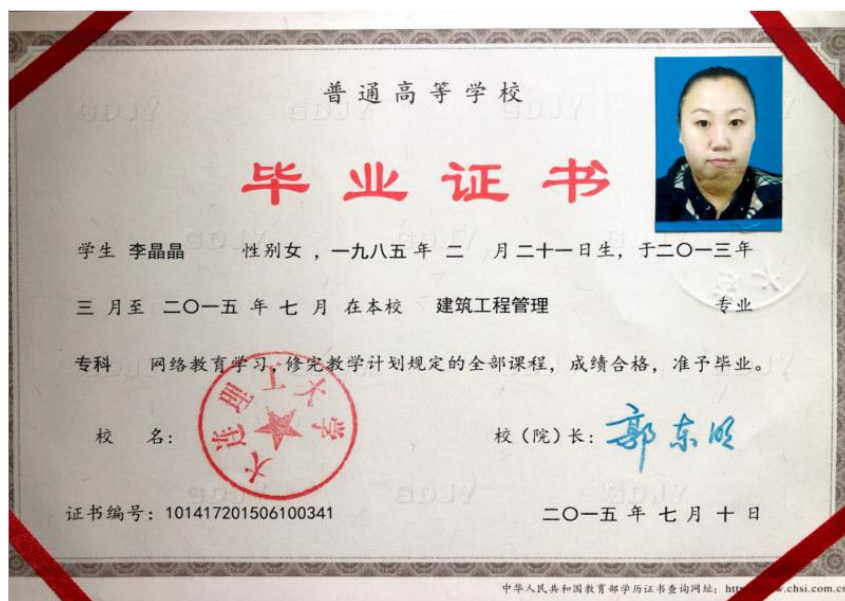 普通高等学校
毕业证书
学生 李晶晶 性别女，一九八五年 二 月二十一日生，于二〇一三年
三 月至 二〇一五 年 七 月 在本校 建筑工程管理 专业
专科 网络教育学习，修完教学计划规定的全部课程，成绩合格，准予毕业。
大连理工大学
校 名：
校（院）长：郭东明
证书编号：101417201506100341
二〇一五 年 七 月 十 日
中华人民共和国教育部学历证书查询网址：